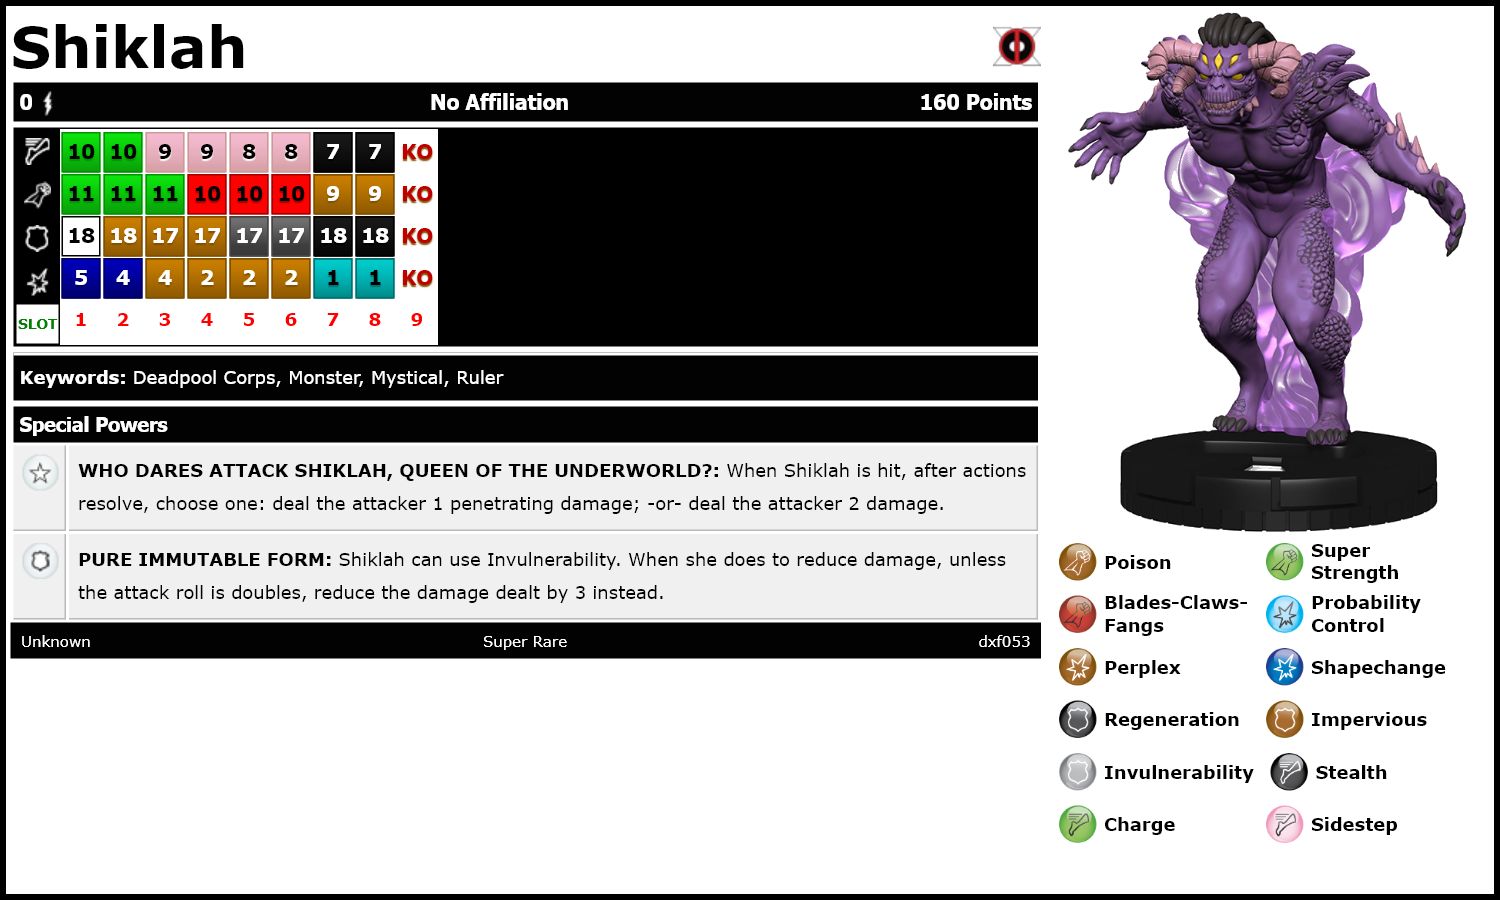 Shiklah
0 No Affiliation 160 Points
10 10 9 9 8 8 7 7 KO
11 11 11 10 10 10 9 9 KO
18 18 17 17 17 17 18 18 KO
5 4 4 2 2 2 1 1 KO
SLOT 1 2 3 4 5 6 7 8 9
Keywords: Deadpool Corps, Monster, Mystical, Ruler
Special Powers
WHO DARES ATTACK SHIKLAH, QUEEN OF THE UNDERWORLD?: When Shiklah is hit, after actions
resolve, choose one: deal the attacker 1 penetrating damage; -or- deal the attacker 2 damage.
PURE IMMUTABLE FORM: Shiklah can use Invulnerability. When she does to reduce damage, unless
the attack roll is doubles, reduce the damage dealt by 3 instead.
Unknown Super Rare dxf053
Poison
Super
Strength
Blades-Claws-
Fangs
Probability
Control
Perplex
Shapechange
Regeneration
Impervious
Invulnerability
Stealth
Charge
Sidestep